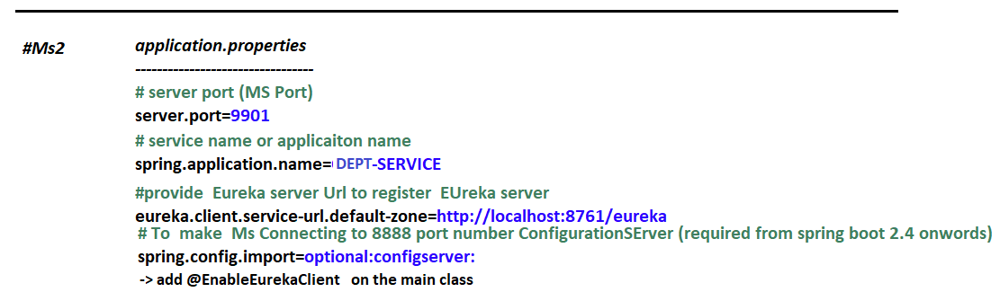 #Ms2 application.properties
---------------------------------
# server port (MS Port)
server.port=9901
# service name or applicaiton name
spring.application.name= DEPT-SERVICE
#provide Eureka server Url to register EUreka server
eureka.client.service-url.default-zone=http://localhost:8761/eureka
# To make Ms Connecting to 8888 port number ConfigurationSErver (required from spring boot 2.4 onwords)
spring.config.import=optional:configserver:
-> add @EnableEurekaClient on the main class